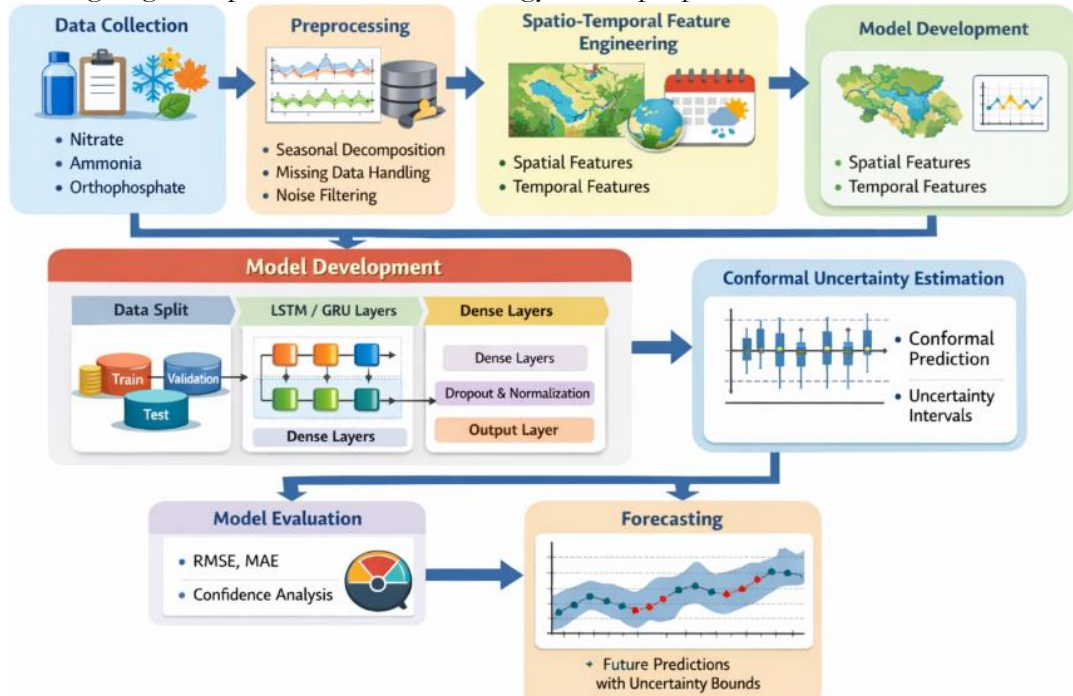 Data Collection
• Nitrate
• Ammonia
• Orthophosphate
Preprocessing
• Seasonal Decomposition
• Missing Data Handling
• Noise Filtering
Spatio-Temporal Feature
Engineering
• Spatial Features
• Temporal Features
Model Development
• Spatial Features
• Temporal Features
Model Development
Data Split
Train
Validation
Test
LSTM / GRU Layers
Dense Layers
Dense Layers
Dense Layers
Dropout & Normalization
Output Layer
Conformal Uncertainty Estimation
• Conformal
Prediction
• Uncertainty
Intervals
Model Evaluation
• RMSE, MAE
• Confidence Analysis
Forecasting
+ Future Predictions
with Uncertainty Bounds